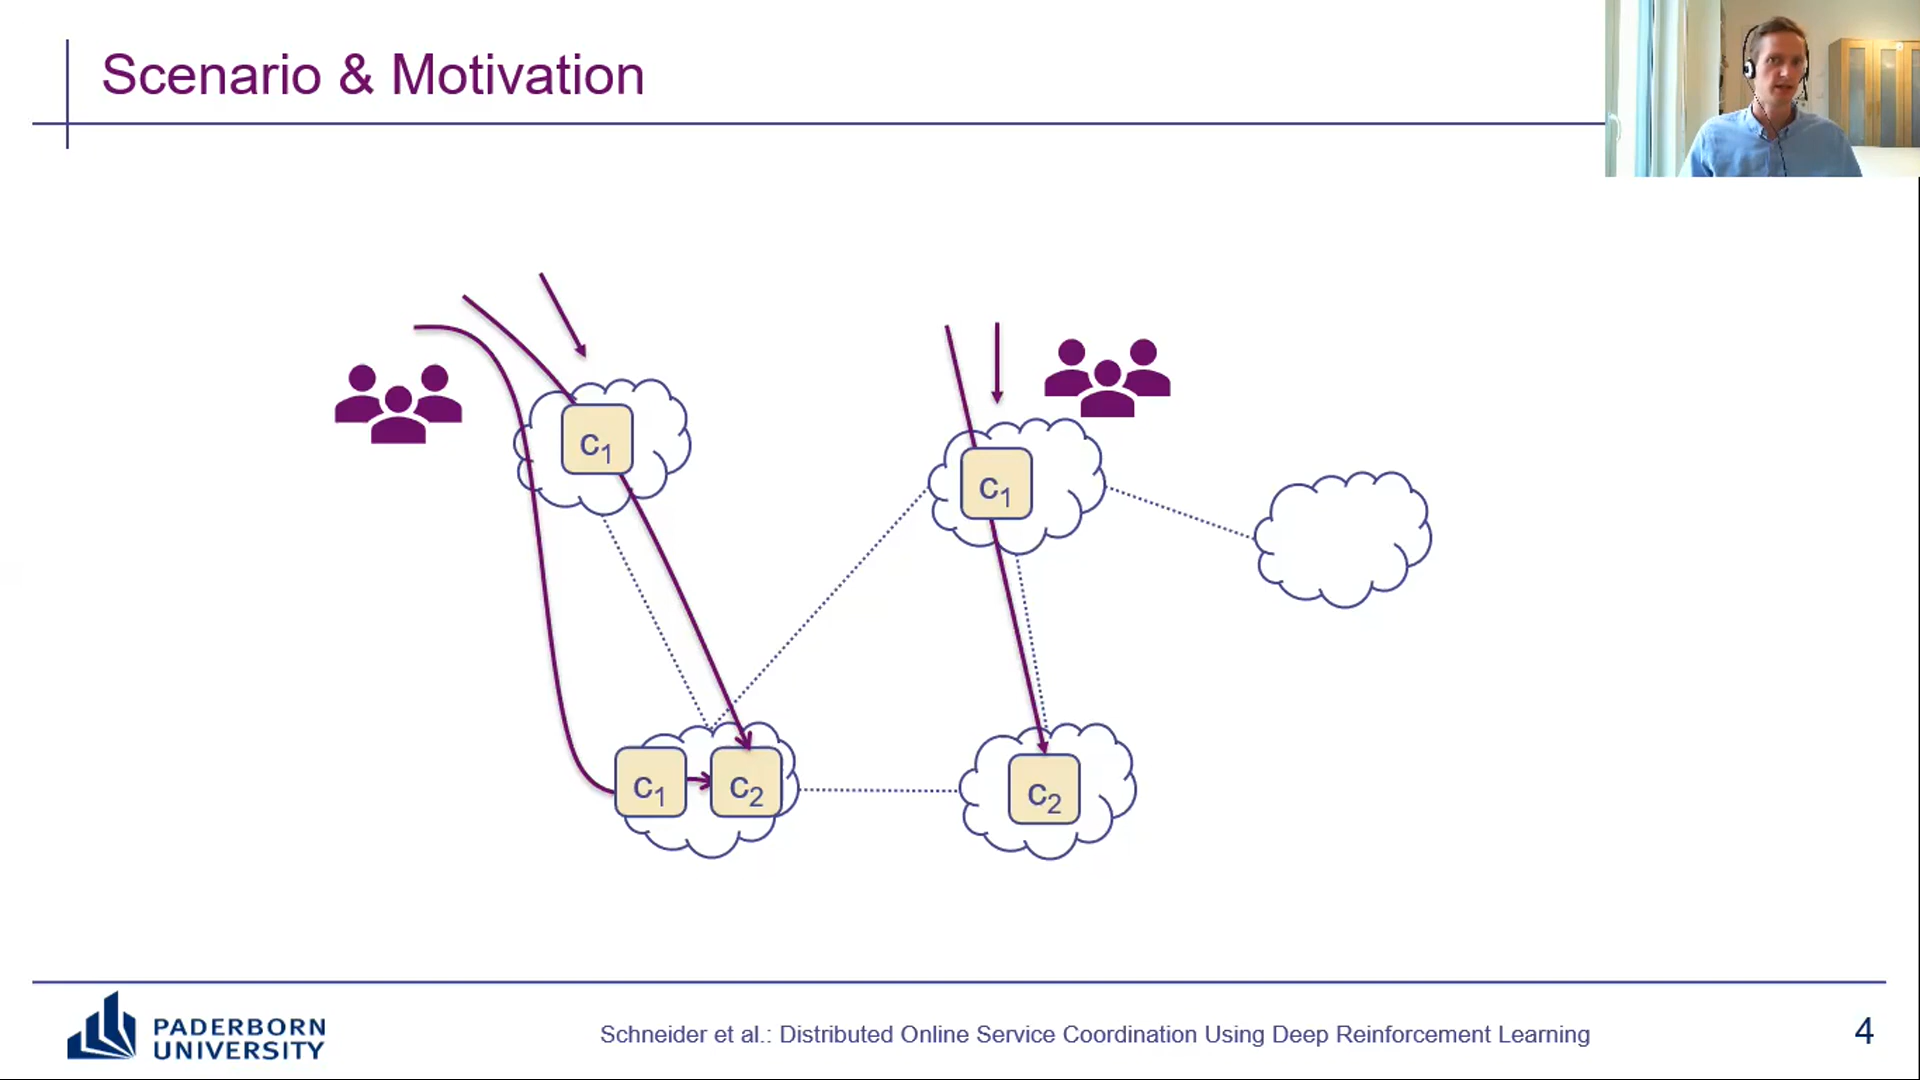 Scenario & Motivation
c1
c1
c1
c2
c2
PADERBORN
UNIVERSITY
Schneider et al.: Distributed Online Service Coordination Using Deep Reinforcement Learning
4